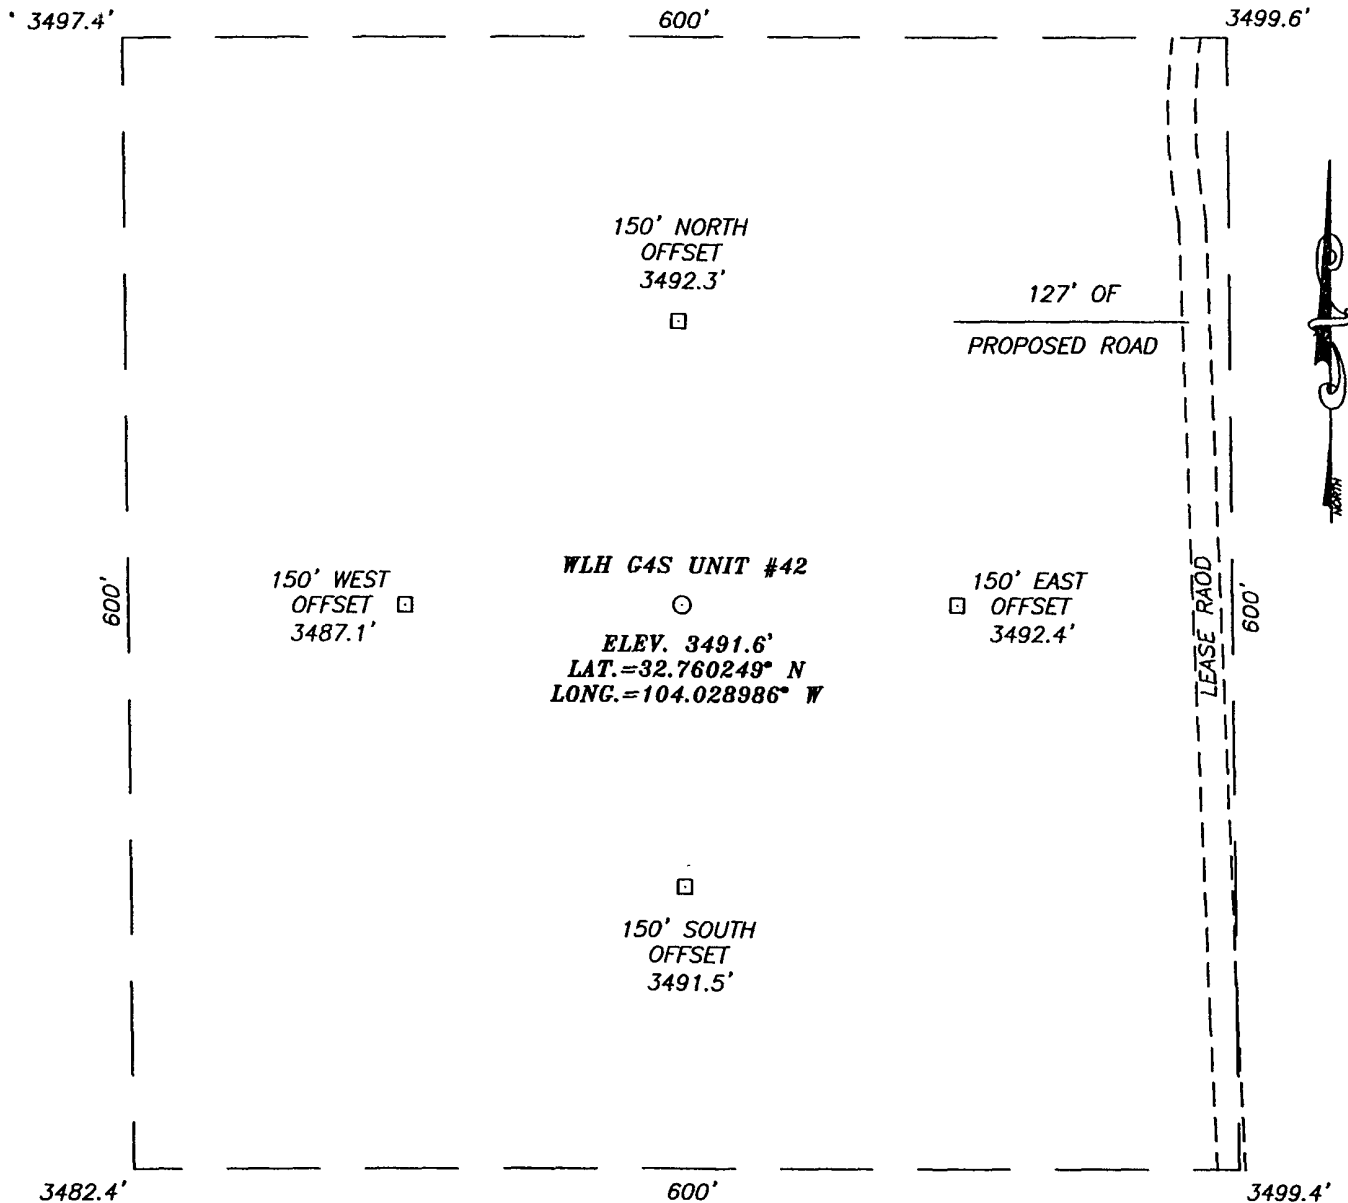 3497.4'
600'
3499.6'
150' NORTH
OFFSET
3492.3'
127' OF
PROPOSED ROAD
NORTH
600'
150' WEST
OFFSET
3487.1'
WLH G4S UNIT #42
ELEV. 3491.6'
LAT.=32.760249° N
LONG.=104.028986° W
150' EAST
OFFSET
3492.4'
LEASE RAOD
600'
150' SOUTH
OFFSET
3491.5'
3482.4'
600'
3499.4'